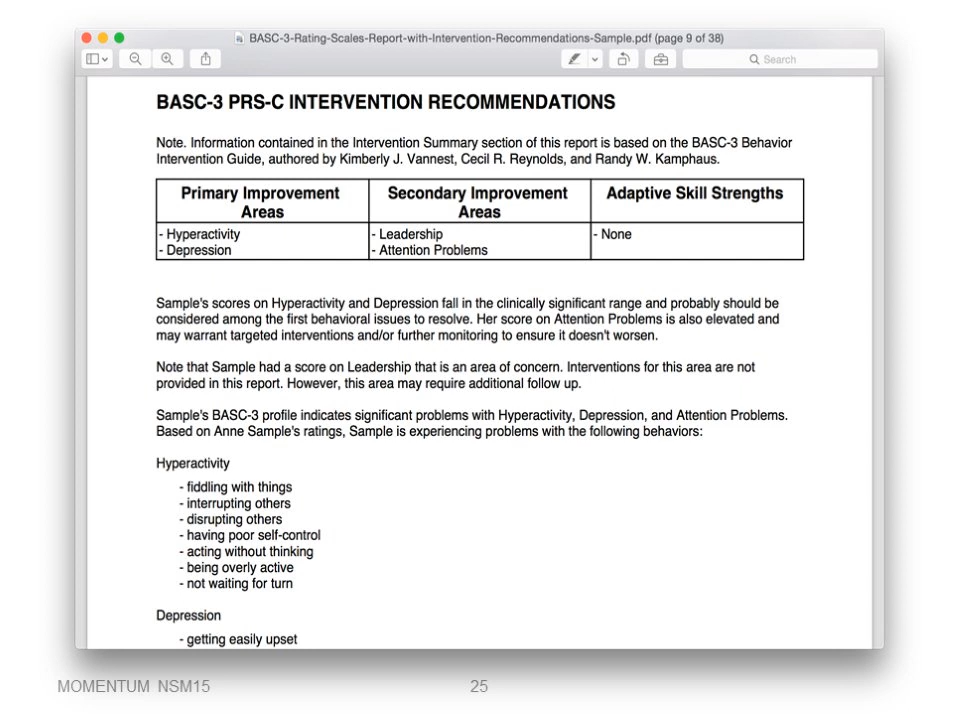 BASC-3-Rating-Scales-Report-with-Intervention-Recommendations-Sample.pdf (page 9 of 38)
Search
BASC-3 PRS-C INTERVENTION RECOMMENDATIONS
Note. Information contained in the Intervention Summary section of this report is based on the BASC-3 Behavior
Intervention Guide, authored by Kimberly J. Vannest, Cecil R. Reynolds, and Randy W. Kamphaus.
Primary Improvement
Areas
Secondary Improvement
Areas
Adaptive Skill Strengths
- Hyperactivity
- Depression
- Leadership
- Attention Problems
- None
Sample's scores on Hyperactivity and Depression fall in the clinically significant range and probably should be
considered among the first behavioral issues to resolve. Her score on Attention Problems is also elevated and
may warrant targeted interventions and/or further monitoring to ensure it doesn't worsen.
Note that Sample had a score on Leadership that is an area of concern. Interventions for this area are not
provided in this report. However, this area may require additional follow up.
Sample's BASC-3 profile indicates significant problems with Hyperactivity, Depression, and Attention Problems.
Based on Anne Sample's ratings, Sample is experiencing problems with the following behaviors:
Hyperactivity
- fiddling with things
- interrupting others
- disrupting others
- having poor self-control
- acting without thinking
- being overly active
- not waiting for turn
Depression
- getting easily upset
MOMENTUM NSM15
25